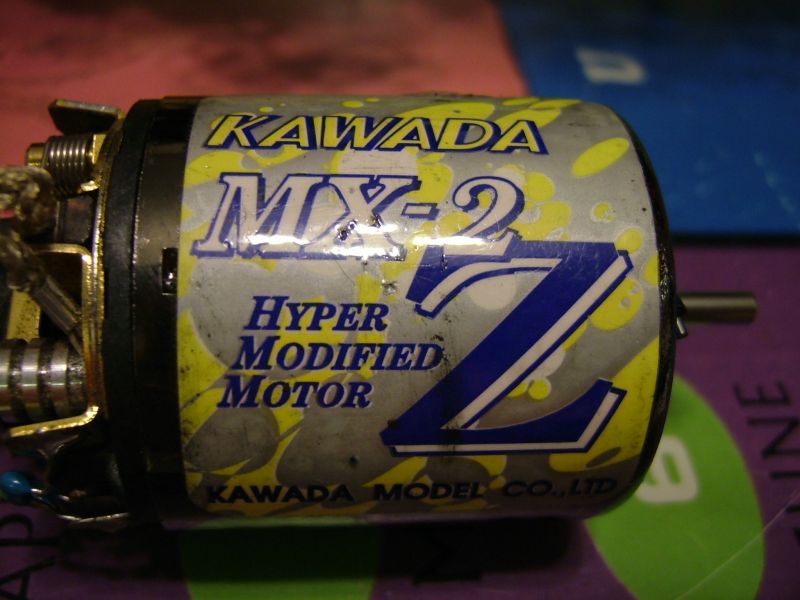 KAWADA
MX-2
Z
HYPER
MODIFIED
MOTOR
KAWADA MODEL CO.,LTD